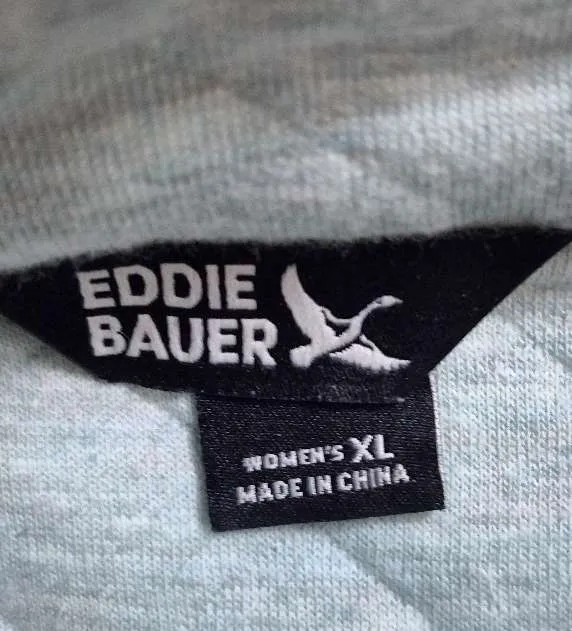 EDDIE
BAUER
WOMEN'S XL
MADE IN CHINA